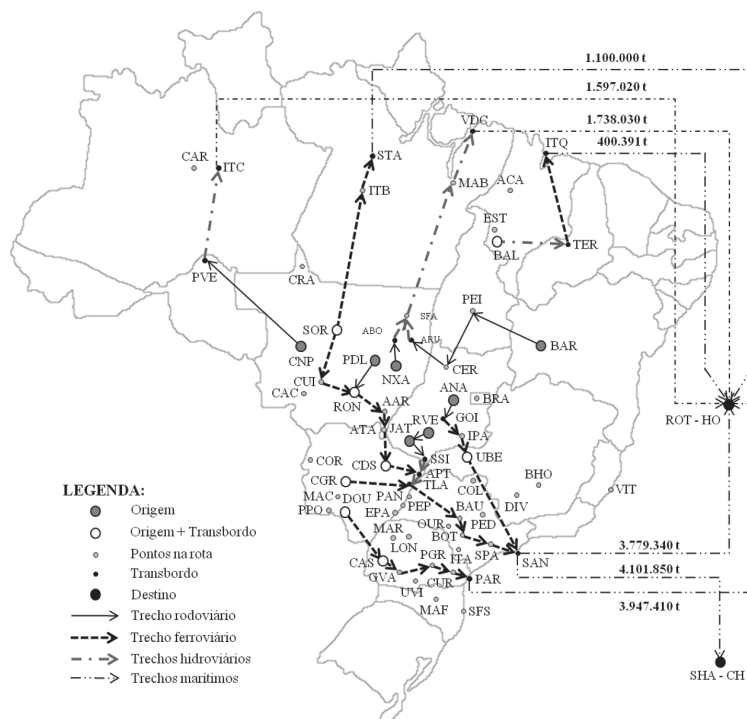 1.100.000 t
1.597.020 t
1.738.030 t
400.391 t
VDC
ITQ
STA
CAR
ITC
ITB
MAB
ACA
EST
BAL
TER
PVE
CRA
PEI
SFA
SOR
ABO
ARU
BAR
CNP
PDL
CER
CUI
NXA
CAC
RON
ANA
BRA
AAR
RVE
GOI
ROT - HO
ATA
JAT
IPA
COR
SSI
UBE
CDS
APT
BHO
CGR
TLA
COL
VIT
MAC
DOU
PAN
PEP
BAU
DIV
PPO
EPA
OUR
PED
MAR
BOT
LON
ITA
SPA
SAN
CAS
PGR
GVA
CUR
PAR
UVI
MAF
SFS
3.779.340 t
4.101.850 t
3.947.410 t
SHA - CH
LEGENDA:
Origem
Origem + Transbordo
Pontos na rota
Transbordo
Destino
Trecho rodoviário
Trecho ferroviário
Trechos hidroviários
Trechos marítimos